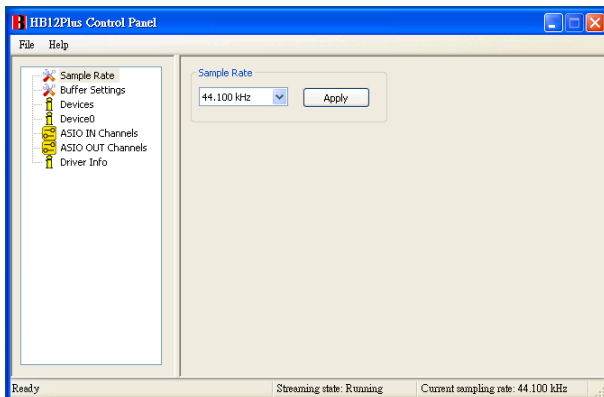 HB12Plus Control Panel
File Help
Sample Rate
Buffer Settings
Devices
Device0
ASIO IN Channels
ASIO OUT Channels
Driver Info
Sample Rate
44.100 kHz
Apply
Ready
Streaming state: Running
Current sampling rate: 44.100 kHz